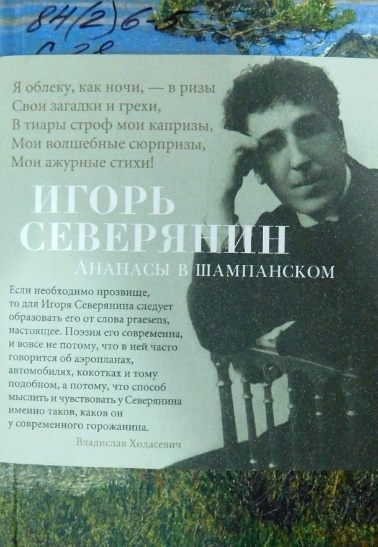 84(2)6-5
С 28
Я облеку, как ночи, — в ризы
Свои загадки и грехи,
В тиары строф мои капризы,
Мои волшебные сюрпризы,
Мои ажурные стихи!
ИГОРЬ
СЕВЕРЯНИН
АНАНАСЫ В ШАМПАНСКОМ
Если необходимо прозвище,
то для Игоря Северянина следует
образовать его от слова praesens,
настоящее. Поэзия его современна,
и вовсе не потому, что в ней часто
говорится об аэропланах,
автомобилях, кокотках и тому
подобном, а потому, что способ
мыслить и чувствовать у Северянина
именно таков, каков он
у современного горожанина.
Владислав Ходасевич